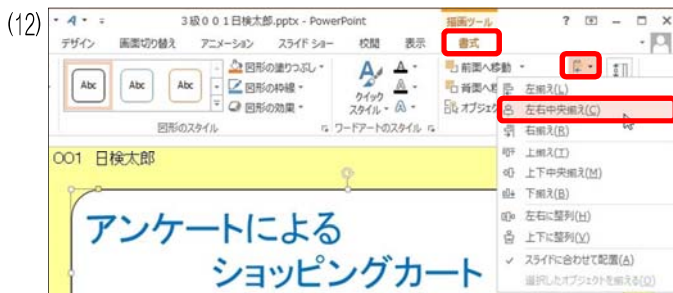 (12)
3級001日検太郎.pptx - PowerPoint
描画ツール
? 
デザイン 画面切り替え アニメーション スライド ショー 校閲 表示 書式
Abc Abc Abc
図形の塗りつぶし
図形の枠線
図形の効果
クイック
スタイル
前面へ移動
背面へ移
オブジェク
図形のスタイル
ワードアートのスタイル
左揃え(L)
左右中央揃え(C)
右揃え(R)
上揃え(T)
上下中央揃え(M)
下揃え(B)
左右に整列(H)
上下に整列(V)
スライドに合わせて配置(A)
選択したオブジェクトを揃える(O)
001 日検太郎
アンケートによる
ショッピングカート